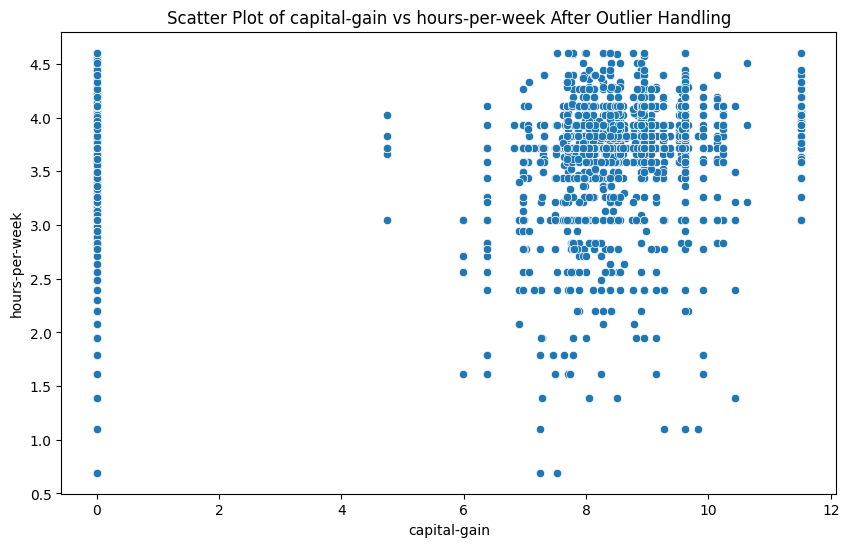 Scatter Plot of capital-gain vs hours-per-week After Outlier Handling
hours-per-week
4.5
4.0
3.5
3.0
2.5
2.0
1.5
1.0
0.5
0 2 4 6 8 10 12
capital-gain